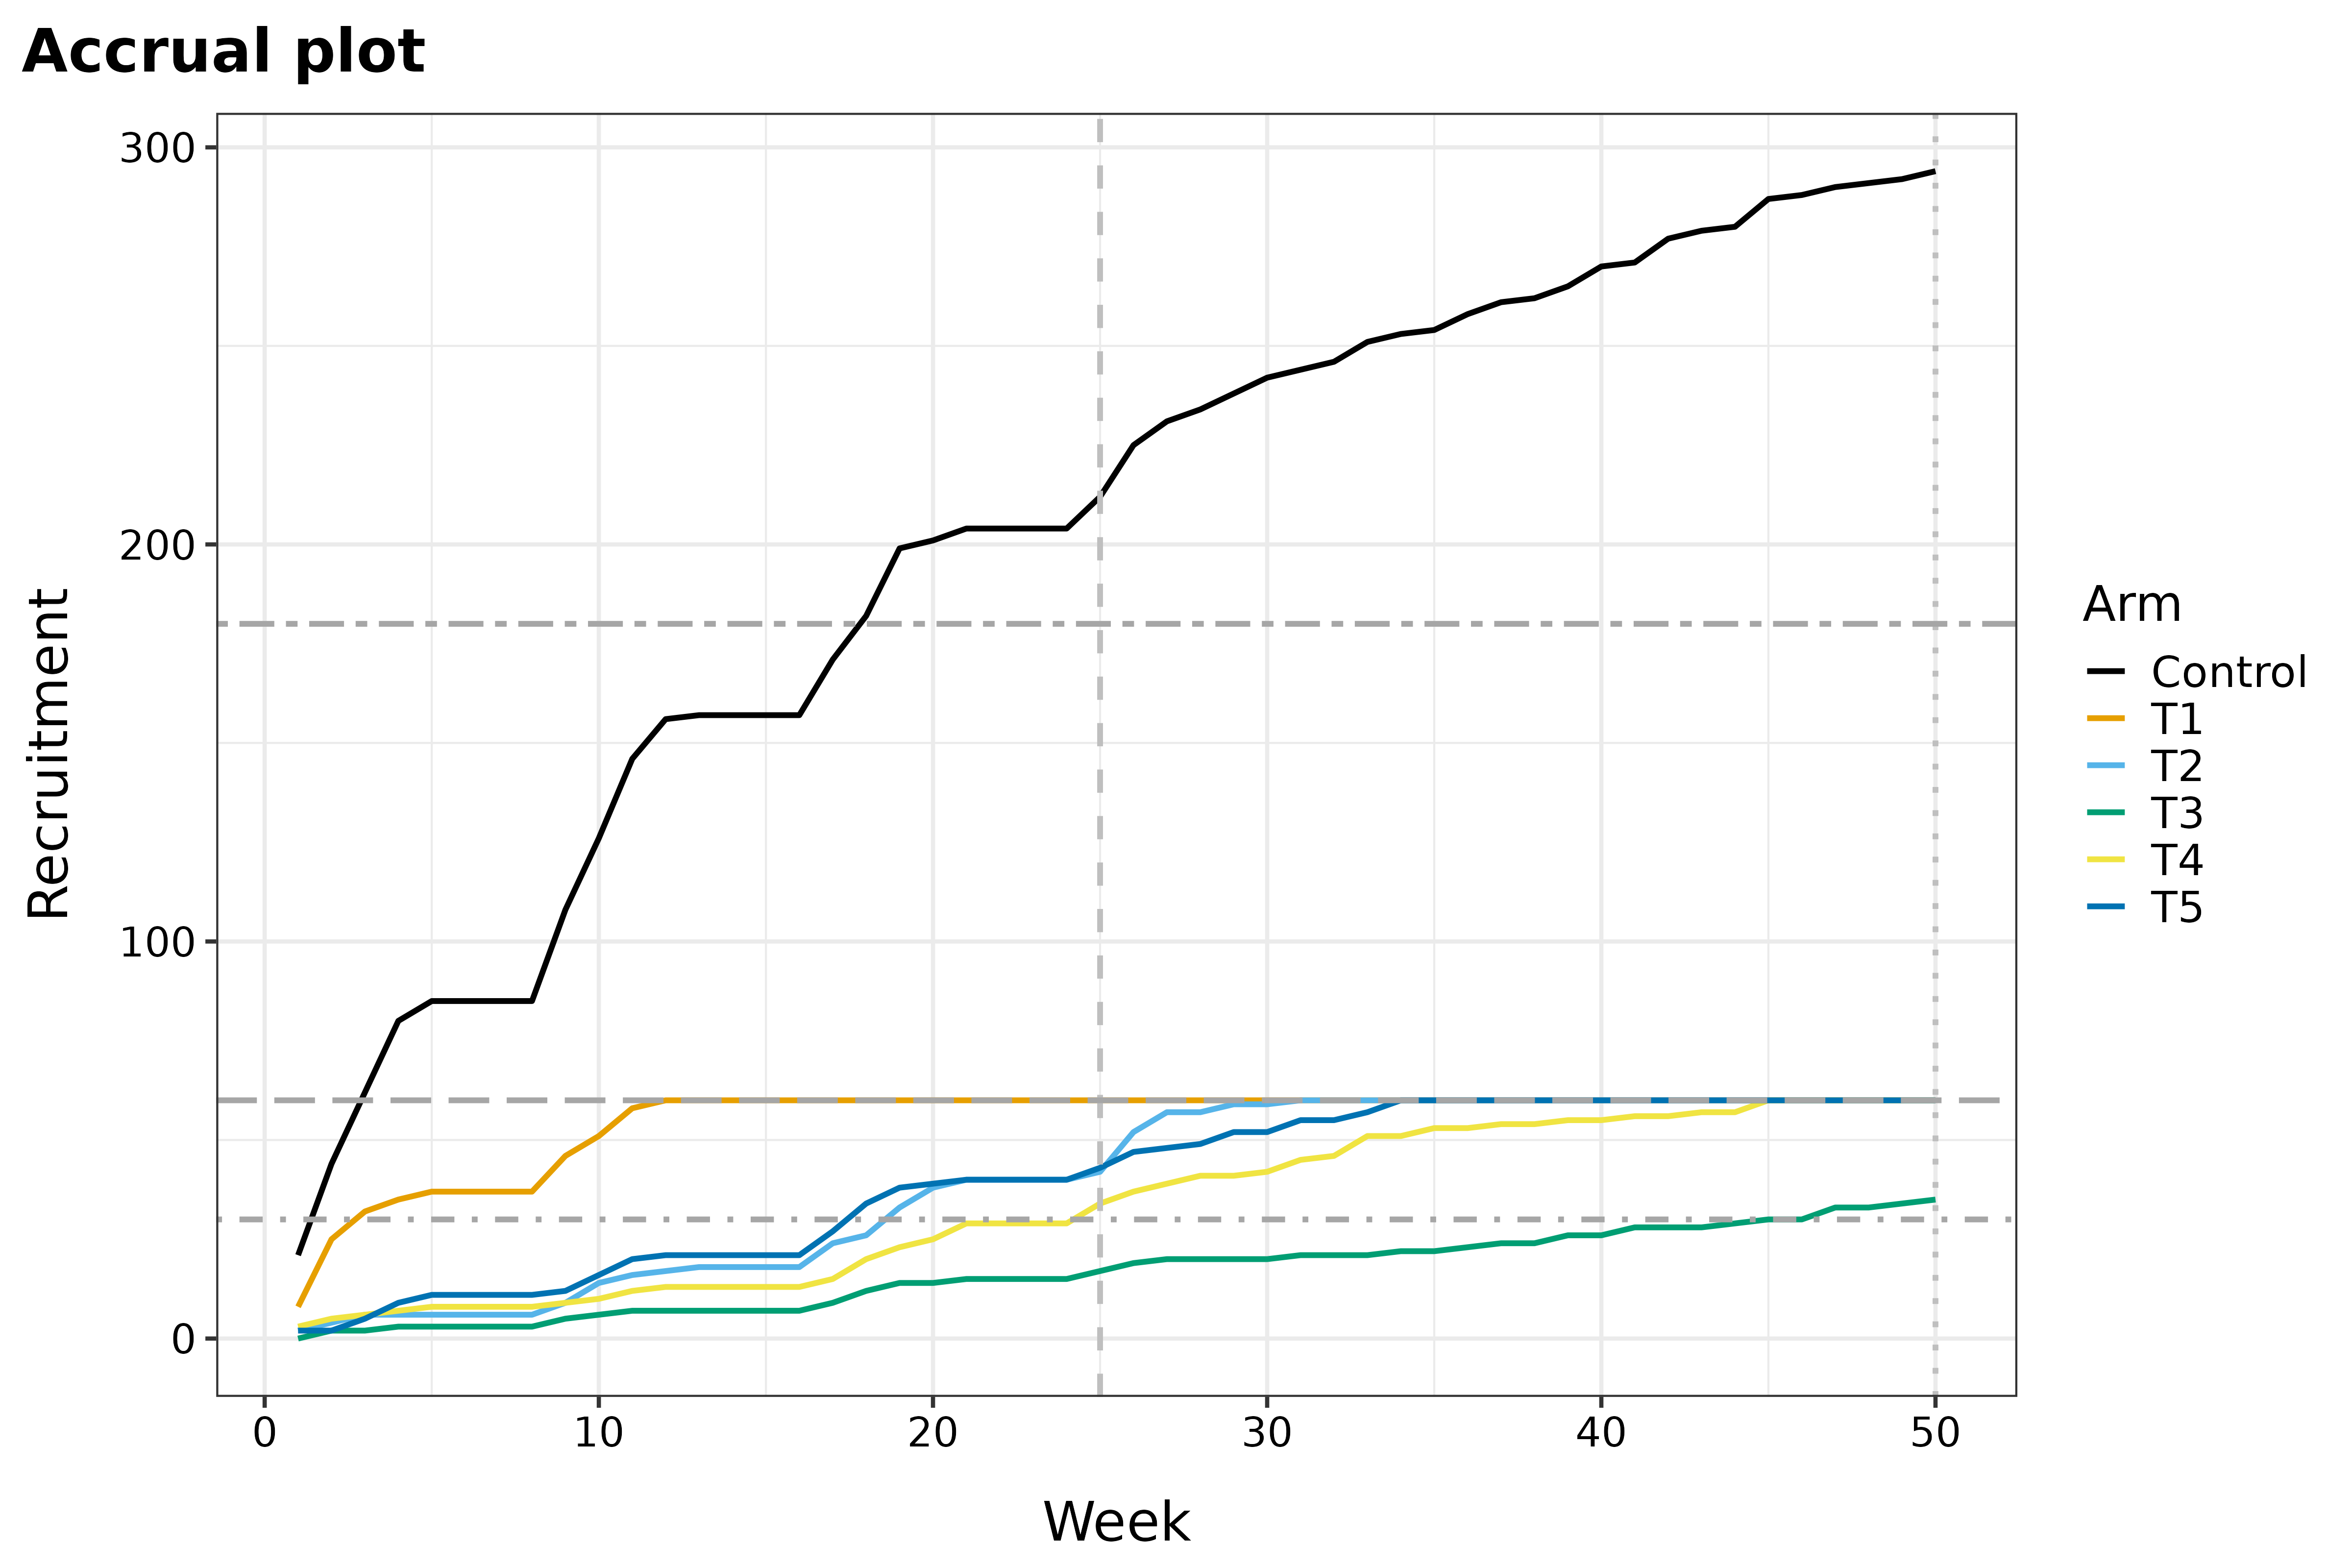 Accrual plot
300
200
100
0
Recruitment
0 10 20 30 40 50
Week
Arm
Control
T1
T2
T3
T4
T5